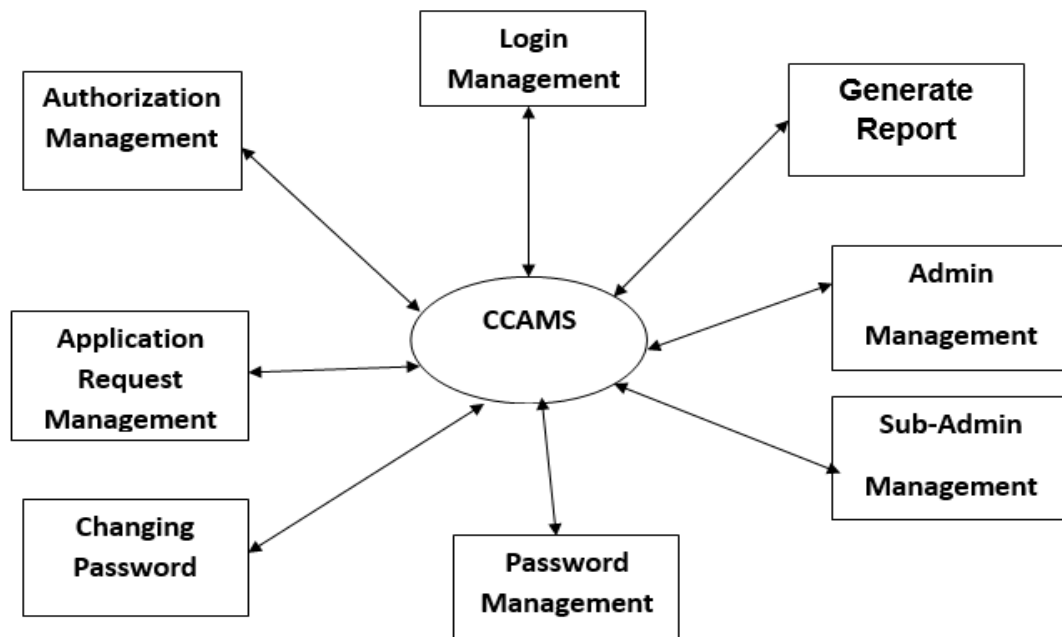 Login
Management
Authorization
Management
Generate
Report
CCAMS
Admin
Management
Application
Request
Management
Sub-Admin
Management
Changing
Password
Password
Management